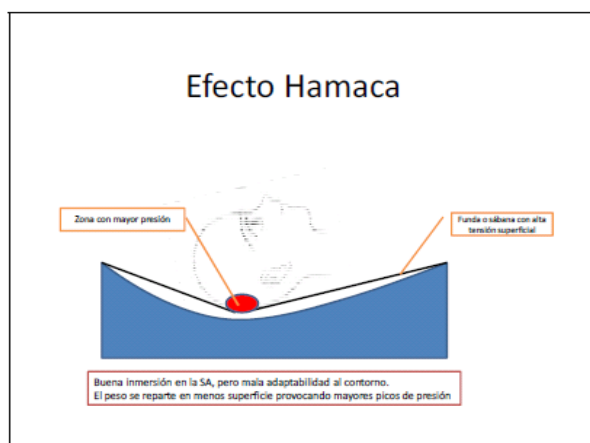 Efecto Hamaca
Zona con mayor presión
Funda o sábana con alta
tensión superficial
Buena inmersión en la SA, pero mala adaptabilidad al contorno.
El peso se reparte en menos superficie provocando mayores picos de presión